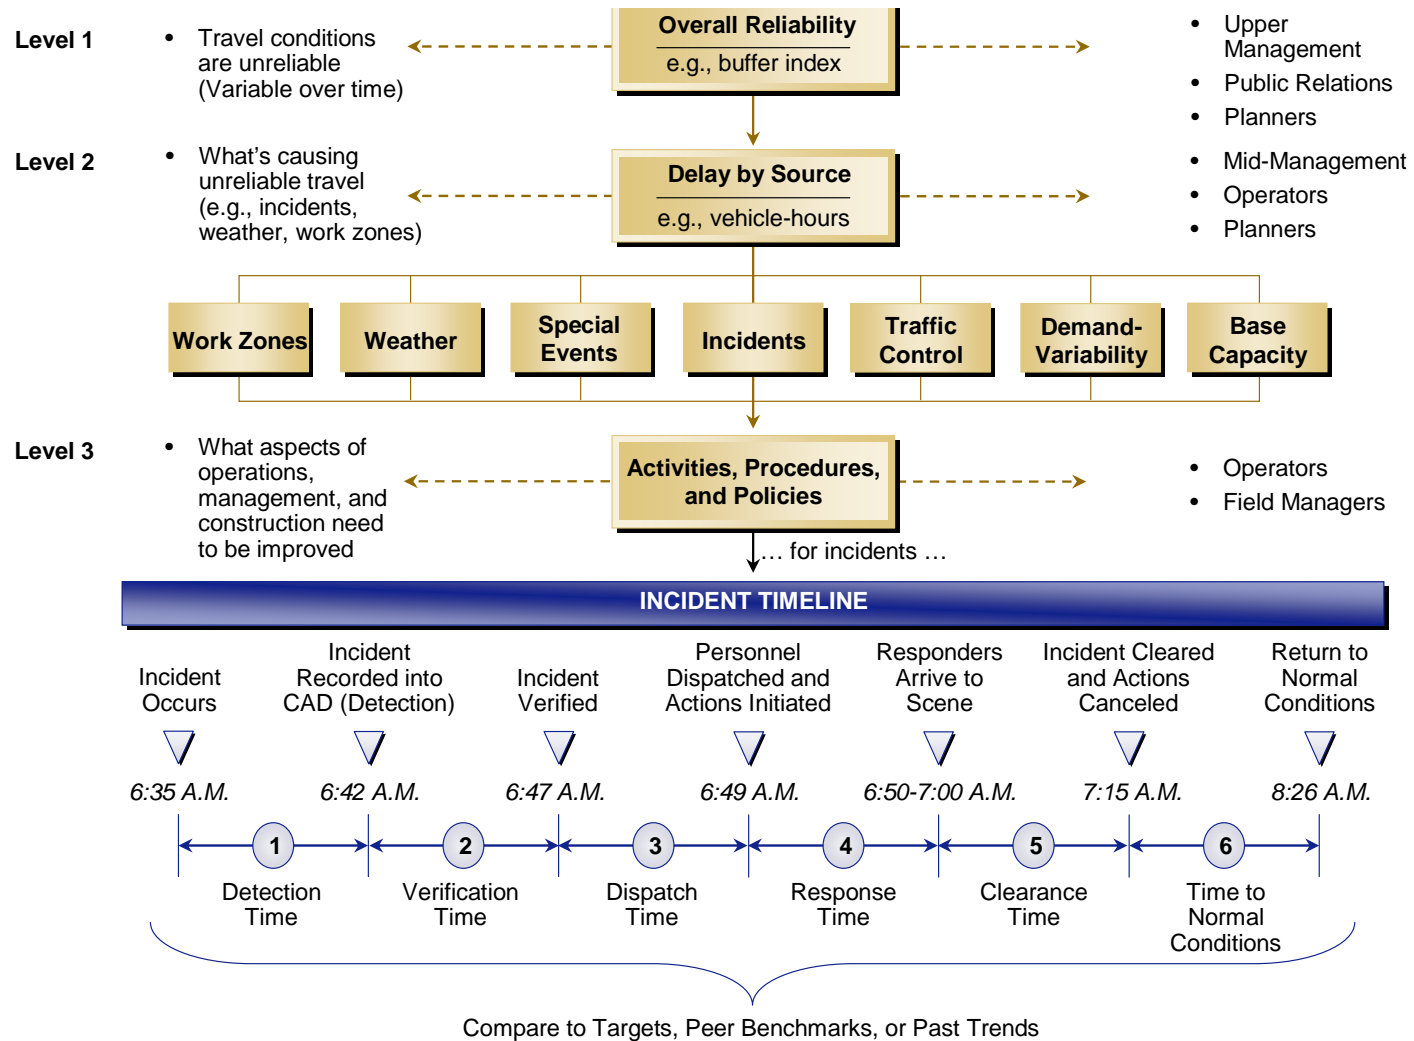 Level 1
• Travel conditions
are unreliable
(Variable over time)
Overall Reliability
e.g., buffer index
• Upper
Management
• Public Relations
• Planners
Level 2
• What's causing
unreliable travel
(e.g., incidents,
weather, work zones)
Delay by Source
e.g., vehicle-hours
• Mid-Management
• Operators
• Planners
Work Zones
Weather
Special
Events
Incidents
Traffic
Control
Demand-
Variability
Base
Capacity
Level 3
• What aspects of
operations,
management, and
construction need
to be improved
Activities, Procedures,
and Policies
• Operators
• Field Managers
… for incidents …
INCIDENT TIMELINE
Incident
Occurs
Incident
Recorded into
CAD (Detection)
Incident
Verified
Personnel
Dispatched and
Actions Initiated
Responders
Arrive to
Scene
Incident Cleared
and Actions
Canceled
Return to
Normal
Conditions
6:35 A.M.
6:42 A.M.
6:47 A.M.
6:49 A.M.
6:50-7:00 A.M.
7:15 A.M.
8:26 A.M.
1
2
3
4
5
6
Detection
Time
Verification
Time
Dispatch
Time
Response
Time
Clearance
Time
Time to
Normal
Conditions
Compare to Targets, Peer Benchmarks, or Past Trends